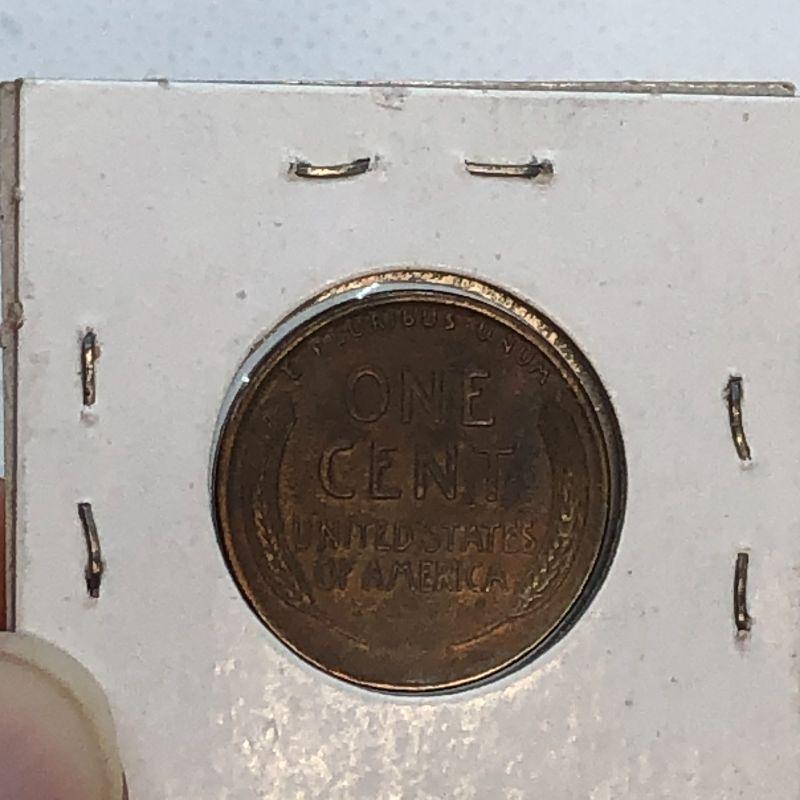 E PLURIBUS UNUM
ONE
CENT
UNITED STATES
OF AMERICA